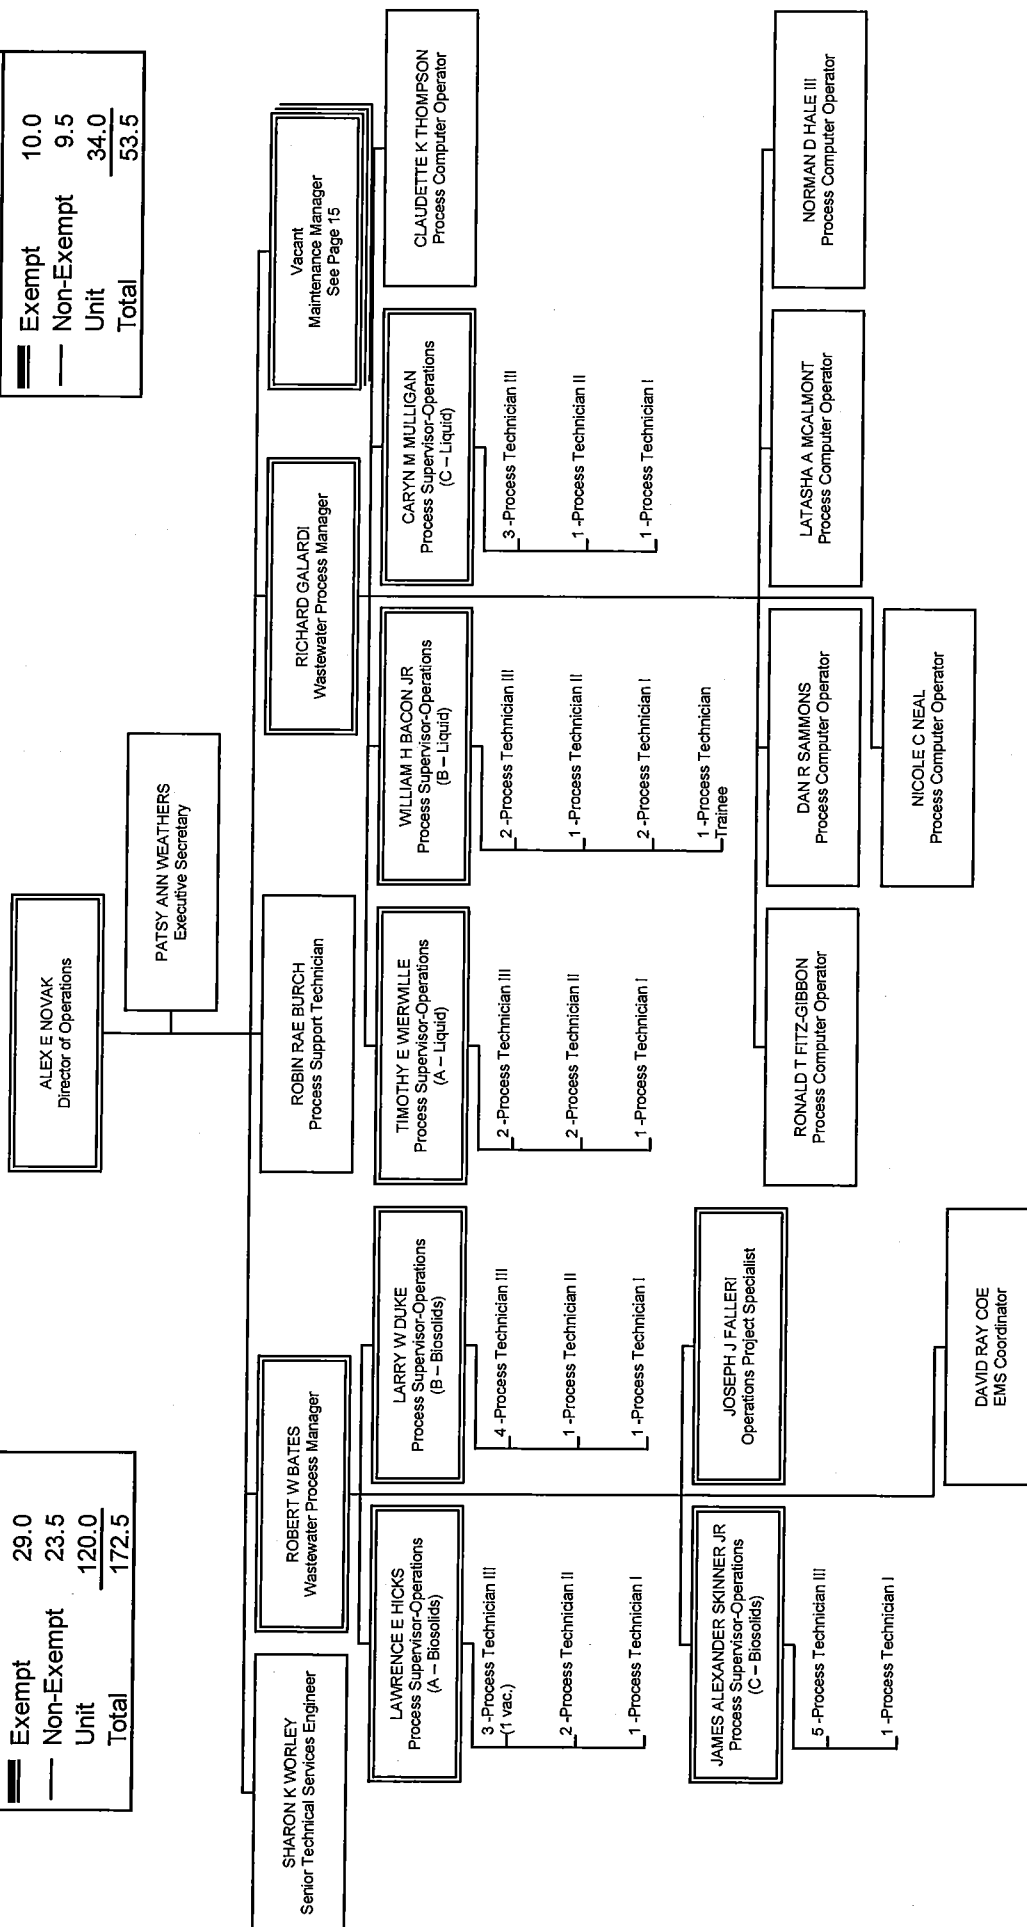 Exempt 29.0
Non-Exempt 23.5
Unit 120.0
Total 172.5
Exempt 10.0
Non-Exempt 9.5
Unit 34.0
Total 53.5
ALEX E NOVAK
Director of Operations
PATSY ANN WEATHERS
Executive Secretary
SHARON K WORLEY
Senior Technical Services Engineer
ROBERT W BATES
Wastewater Process Manager
ROBIN RAE BURCH
Process Support Technician
RICHARD GALARDI
Wastewater Process Manager
Vacant
Maintenance Manager
See Page 15
LAWRENCE E HICKS
Process Supervisor-Operations
(A – Biosolids)
3 -Process Technician III
(1 vac.)
2 -Process Technician II
1 -Process Technician I
LARRY W DUKE
Process Supervisor-Operations
(B – Biosolids)
4 -Process Technician III
1 -Process Technician II
1 -Process Technician I
TIMOTHY E WIERWILLE
Process Supervisor-Operations
(A – Liquid)
2 -Process Technician III
2 -Process Technician II
1 -Process Technician I
WILLIAM H BACON JR
Process Supervisor-Operations
(B – Liquid)
2 -Process Technician III
1 -Process Technician II
2 -Process Technician I
1 -Process Technician
Trainee
CARYN M MULLIGAN
Process Supervisor-Operations
(C – Liquid)
3 -Process Technician III
1 -Process Technician II
1 -Process Technician I
CLAUDETTE K THOMPSON
Process Computer Operator
JAMES ALEXANDER SKINNER JR
Process Supervisor-Operations
(C – Biosolids)
5 -Process Technician III
1 -Process Technician I
JOSEPH J FALLERI
Operations Project Specialist
RONALD T FITZ-GIBBON
Process Computer Operator
DAN R SAMMONS
Process Computer Operator
LATASHA A MCALMONT
Process Computer Operator
NORMAN D HALE III
Process Computer Operator
NICOLE C NEAL
Process Computer Operator
DAVID RAY COE
EMS Coordinator